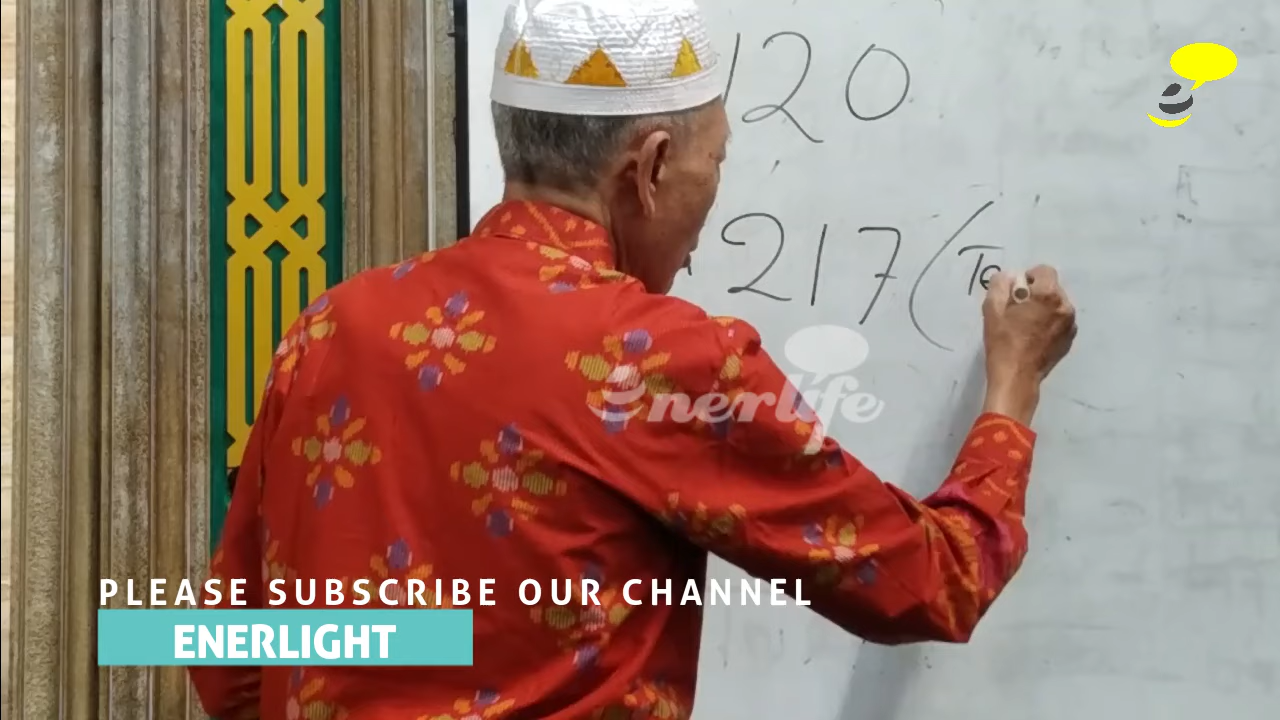 120
217 (Te
enerlife
PLEASE SUBSCRIBE OUR CHANNEL
ENERLIGHT